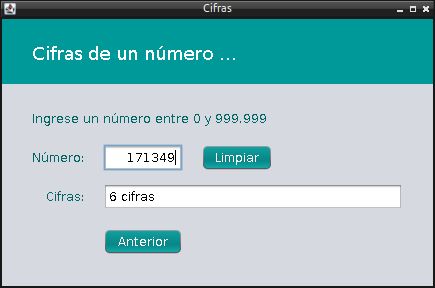 Cifras
Cifras de un número ...
Ingrese un número entre 0 y 999.999
Número: 171349 Limpiar
Cifras: 6 cifras
Anterior